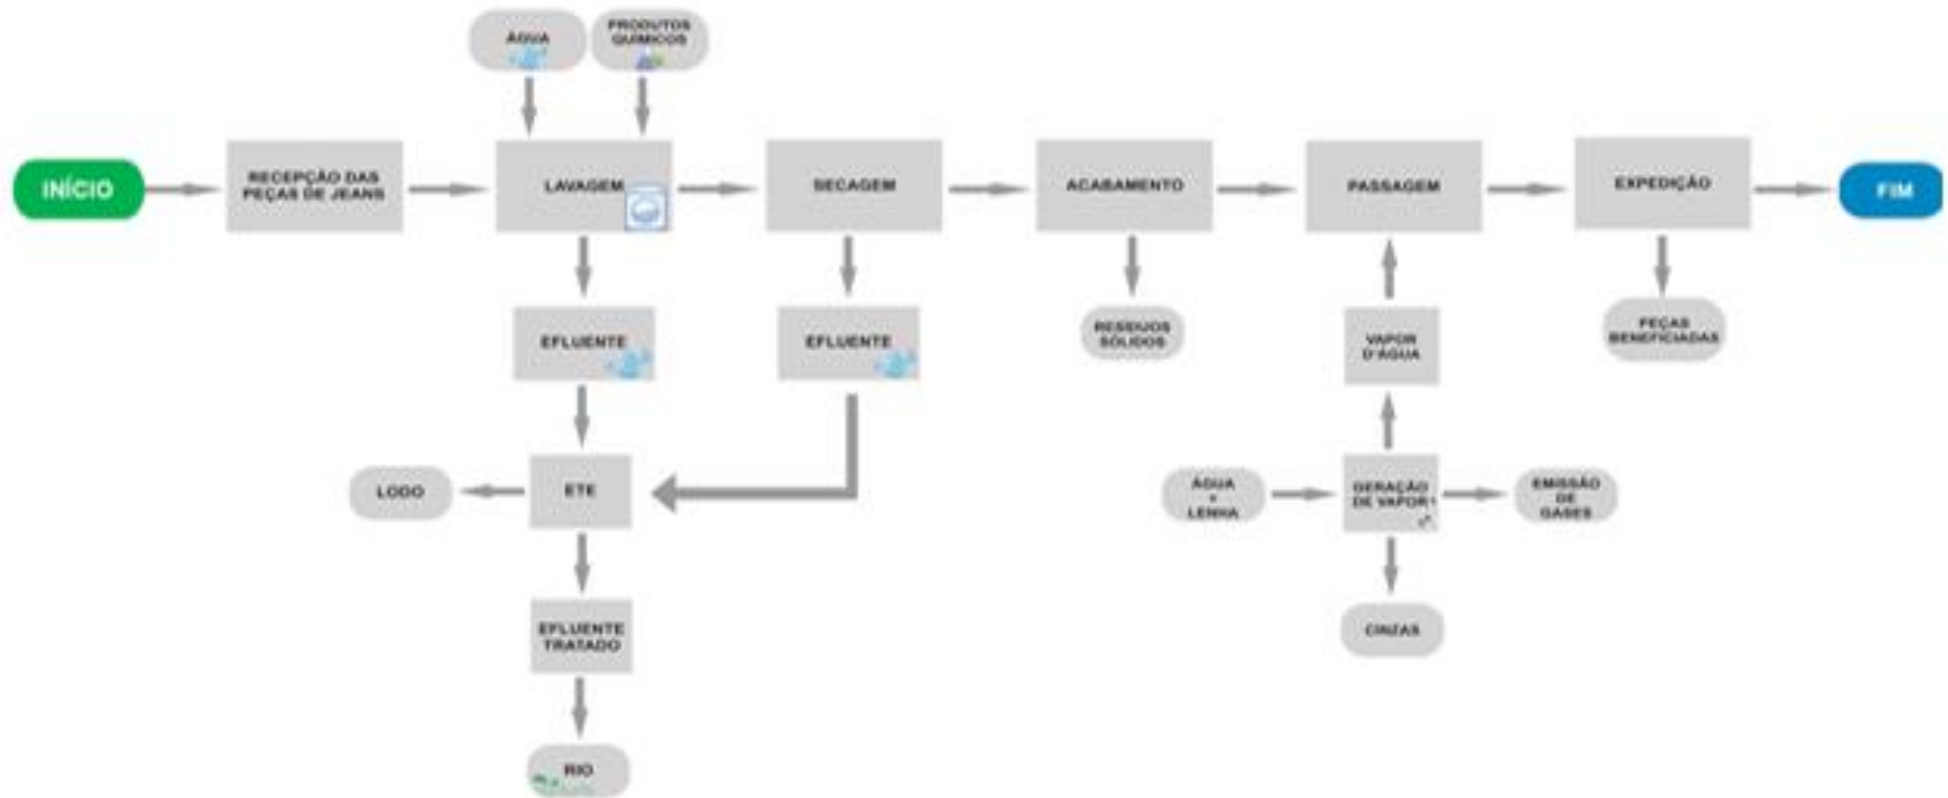 ÁGUA
PRODUTOS
QUÍMICOS
INÍCIO
RECEPÇÃO DAS
PEÇAS DE JEANS
LAVAGEM
SECAGEM
ACABAMENTO
PASSAGEM
EXPEDIÇÃO
FIM
EFLUENTE
EFLUENTE
RESÍDUOS
SÓLIDOS
VAPOR
D'ÁGUA
PEÇAS
BENEFICIADAS
LODO
ETE
ÁGUA
+
LENHA
GERAÇÃO
DE VAPOR
EMISSÃO
DE
GASES
EFLUENTE
TRATADO
CINZAS
RIO